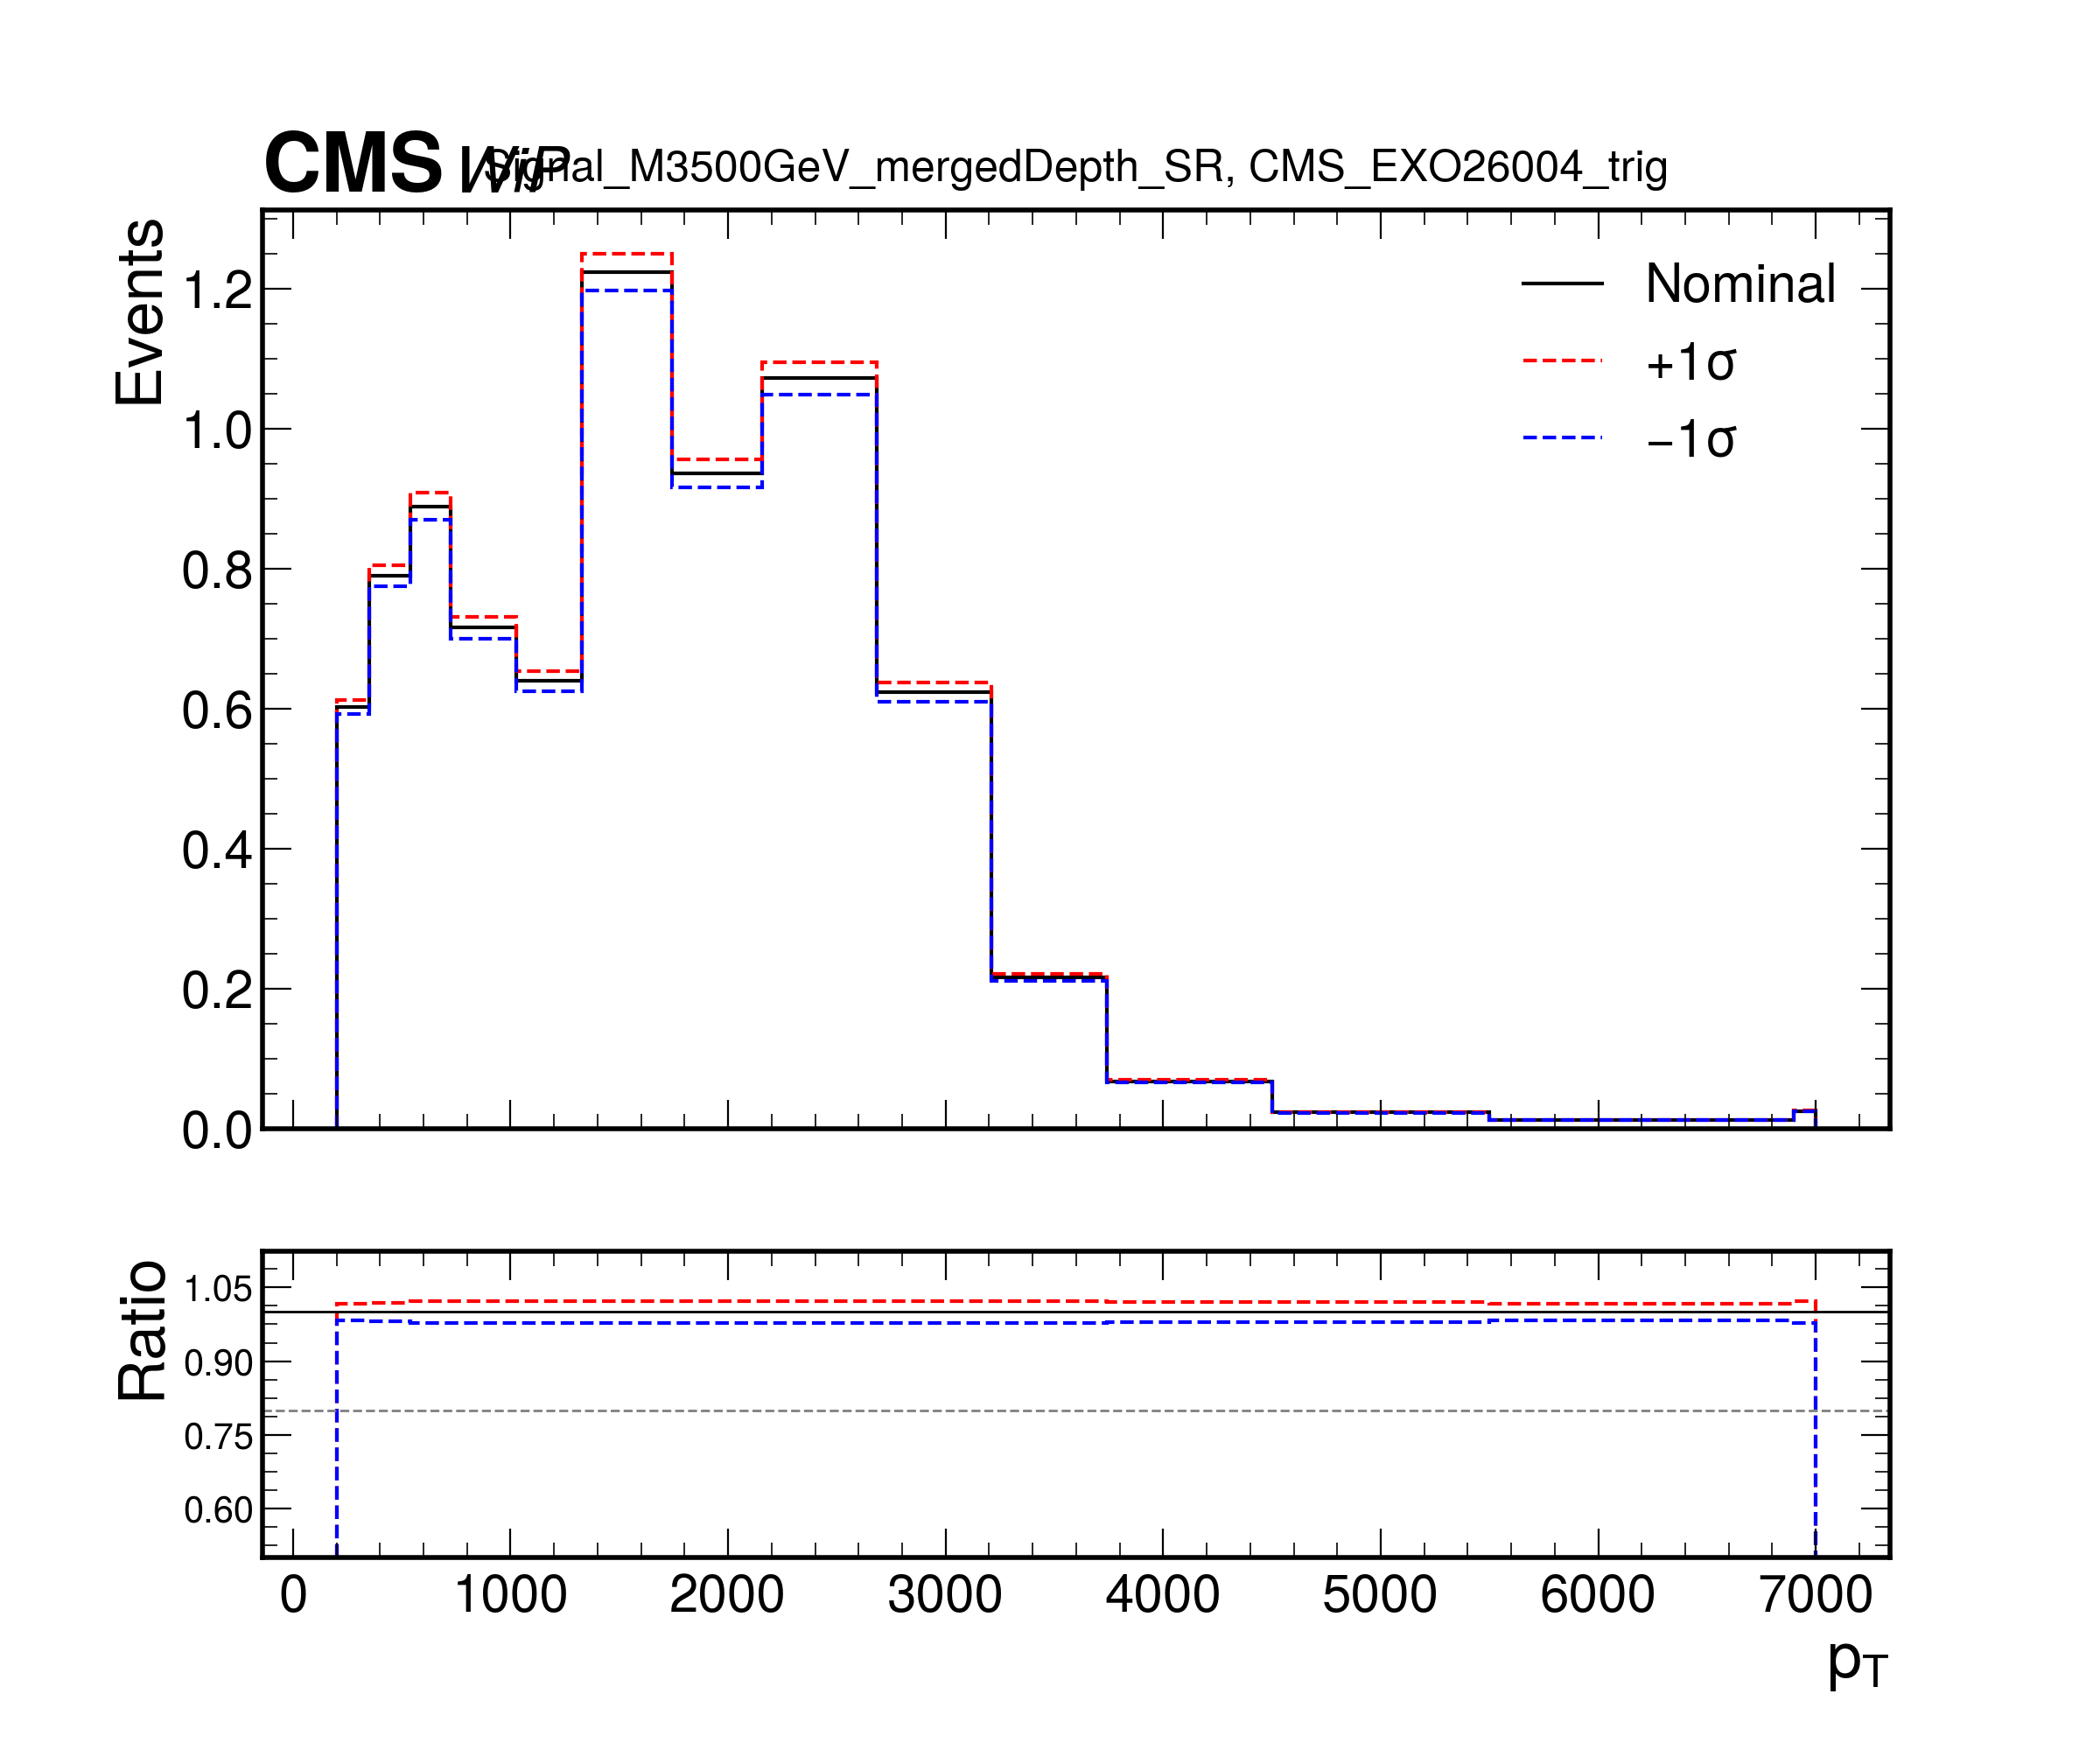 CMS WiP Signal_M3500GeV_mergedDepth_SR, CMS_EXO26004_trig
Events
1.2
1.0
0.8
0.6
0.4
0.2
0.0
Nominal
+1σ
−1σ
Ratio
1.05
0.90
0.75
0.60
0 1000 2000 3000 4000 5000 6000 7000
pT